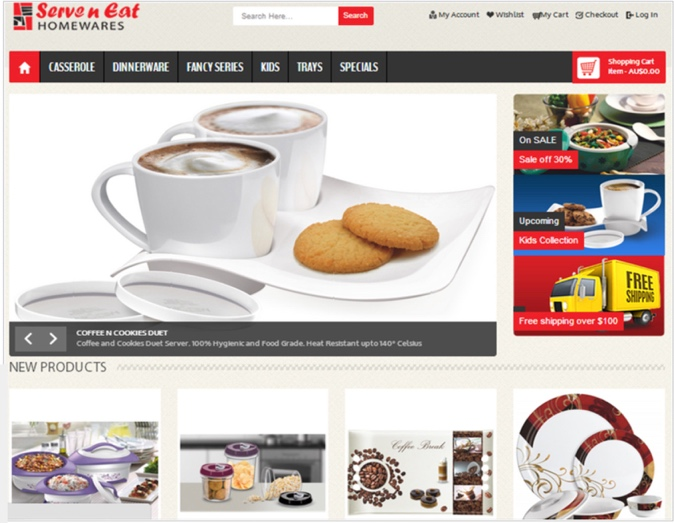 Serve n Eat
HOMEWARES
Search Here...
Search
My Account
Wishlist
My Cart
Checkout
Log In
CASSEROLE
DINNERWARE
FANCY SERIES
KIDS
TRAYS
SPECIALS
Shopping Cart
Item - AU$0.00
On SALE
Sale off 30%
Upcoming
Kids Collection
FREE
SHIPPING
Free shipping over $100
COFFEE N COOKIES DUET
Coffee and Cookies Duet Server. 100% Hygienic and Food Grade. Heat Resistant upto 140° Celsius
NEW PRODUCTS
Coffee Break